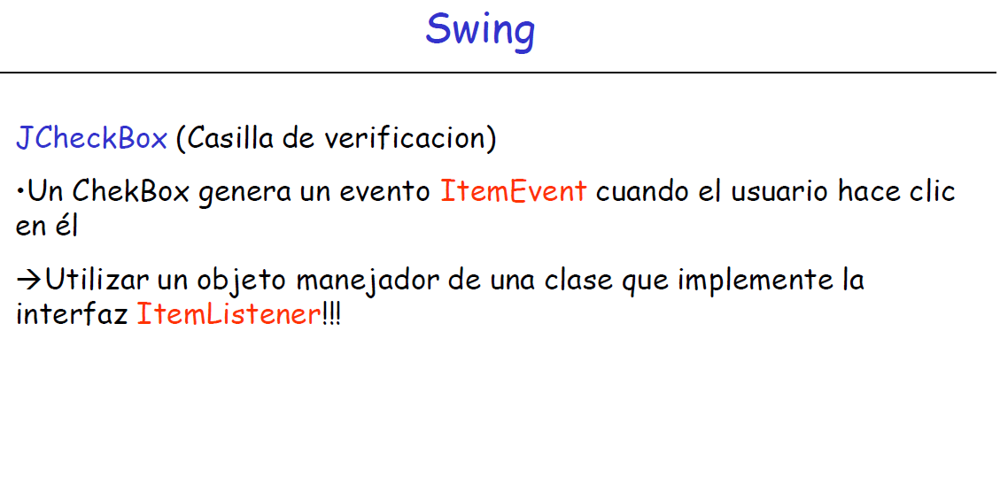 Swing
JCheckBox (Casilla de verificacion)
•Un ChekBox genera un evento ItemEvent cuando el usuario hace clic
en él
→Utilizar un objeto manejador de una clase que implemente la
interfaz ItemListener!!!